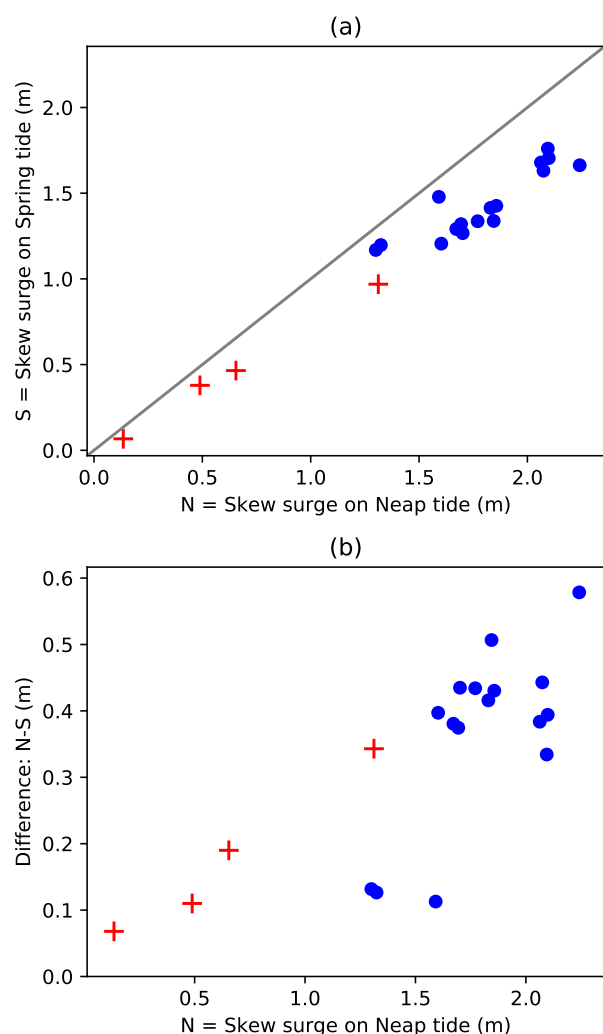 (a)
S = Skew surge on Spring tide (m)
2.0
1.5
1.0
0.5
0.0
0.0 0.5 1.0 1.5 2.0
N = Skew surge on Neap tide (m)
(b)
Difference: N-S (m)
0.6
0.5
0.4
0.3
0.2
0.1
0.0
0.5 1.0 1.5 2.0
N = Skew surge on Neap tide (m)